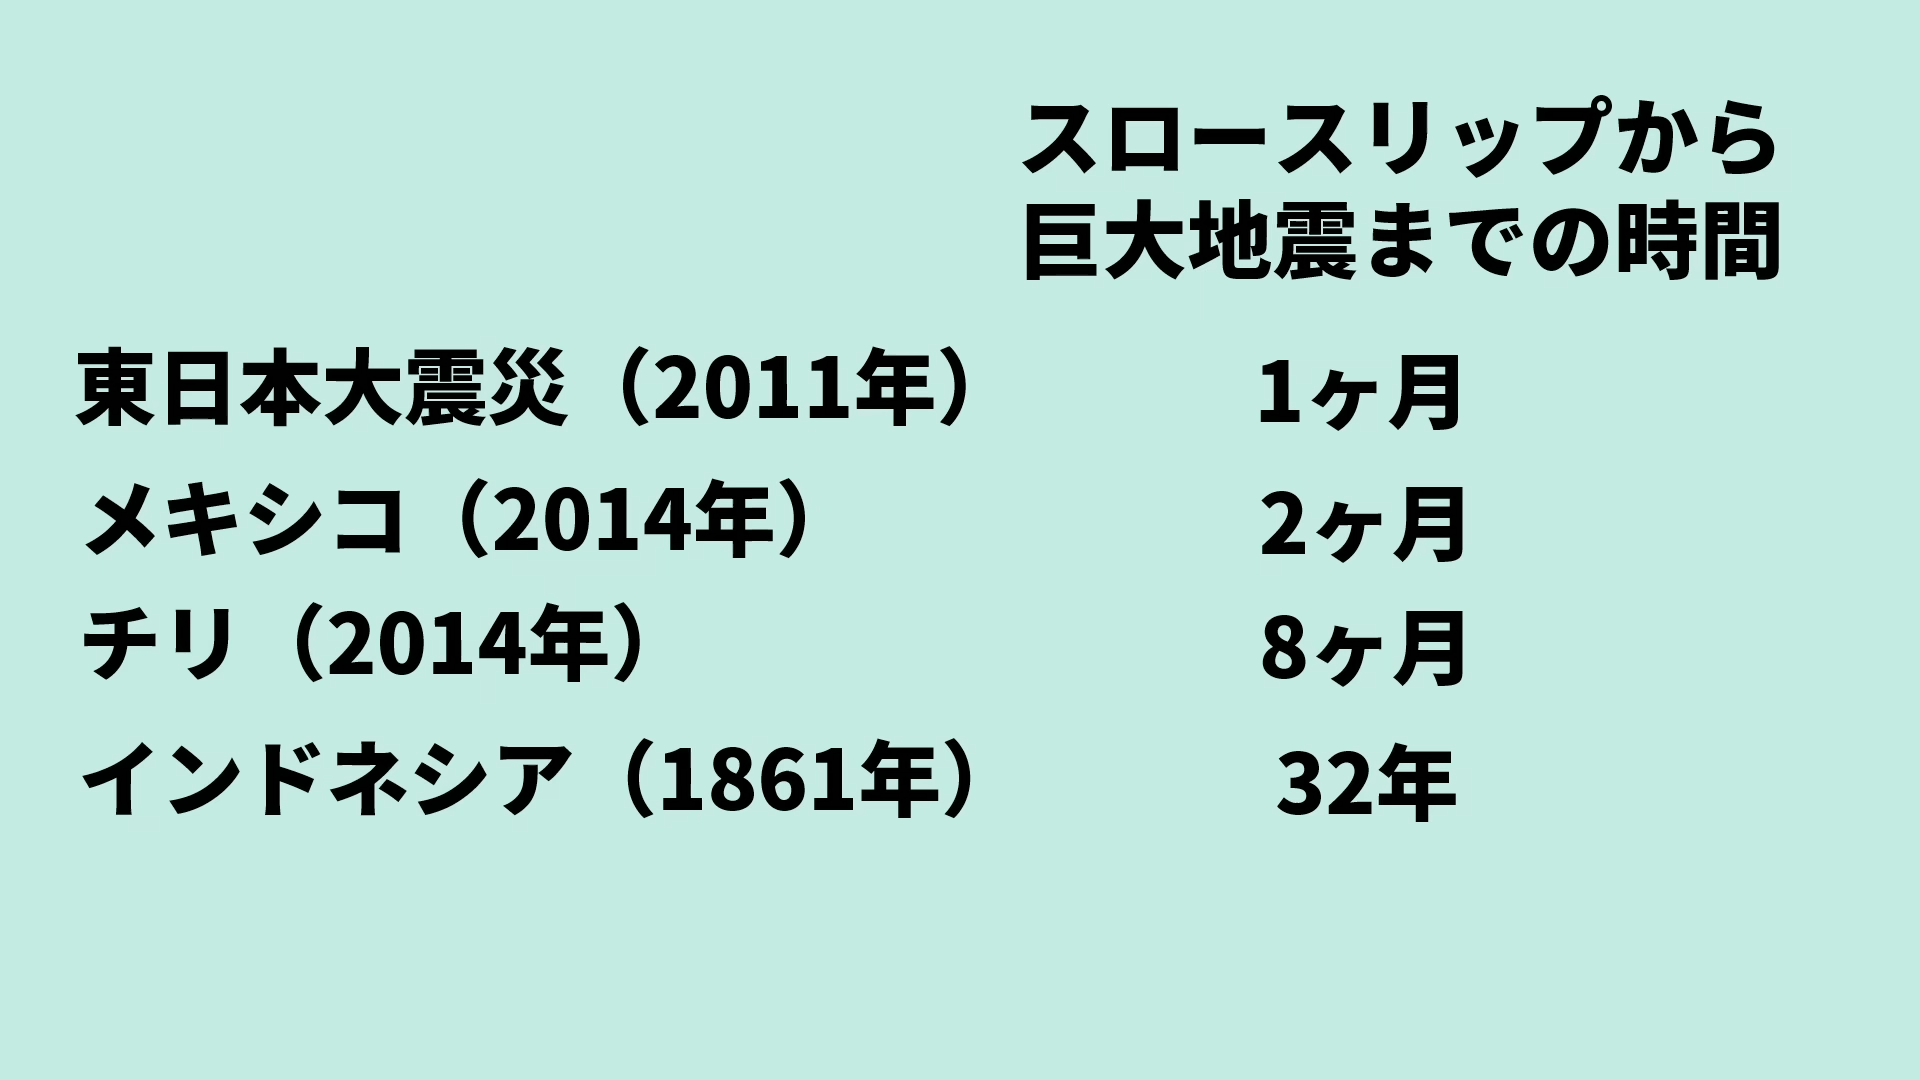 スロースリップから
巨大地震までの時間
東日本大震災（2011年） 1ヶ月
メキシコ（2014年） 2ヶ月
チリ（2014年） 8ヶ月
インドネシア（1861年） 32年